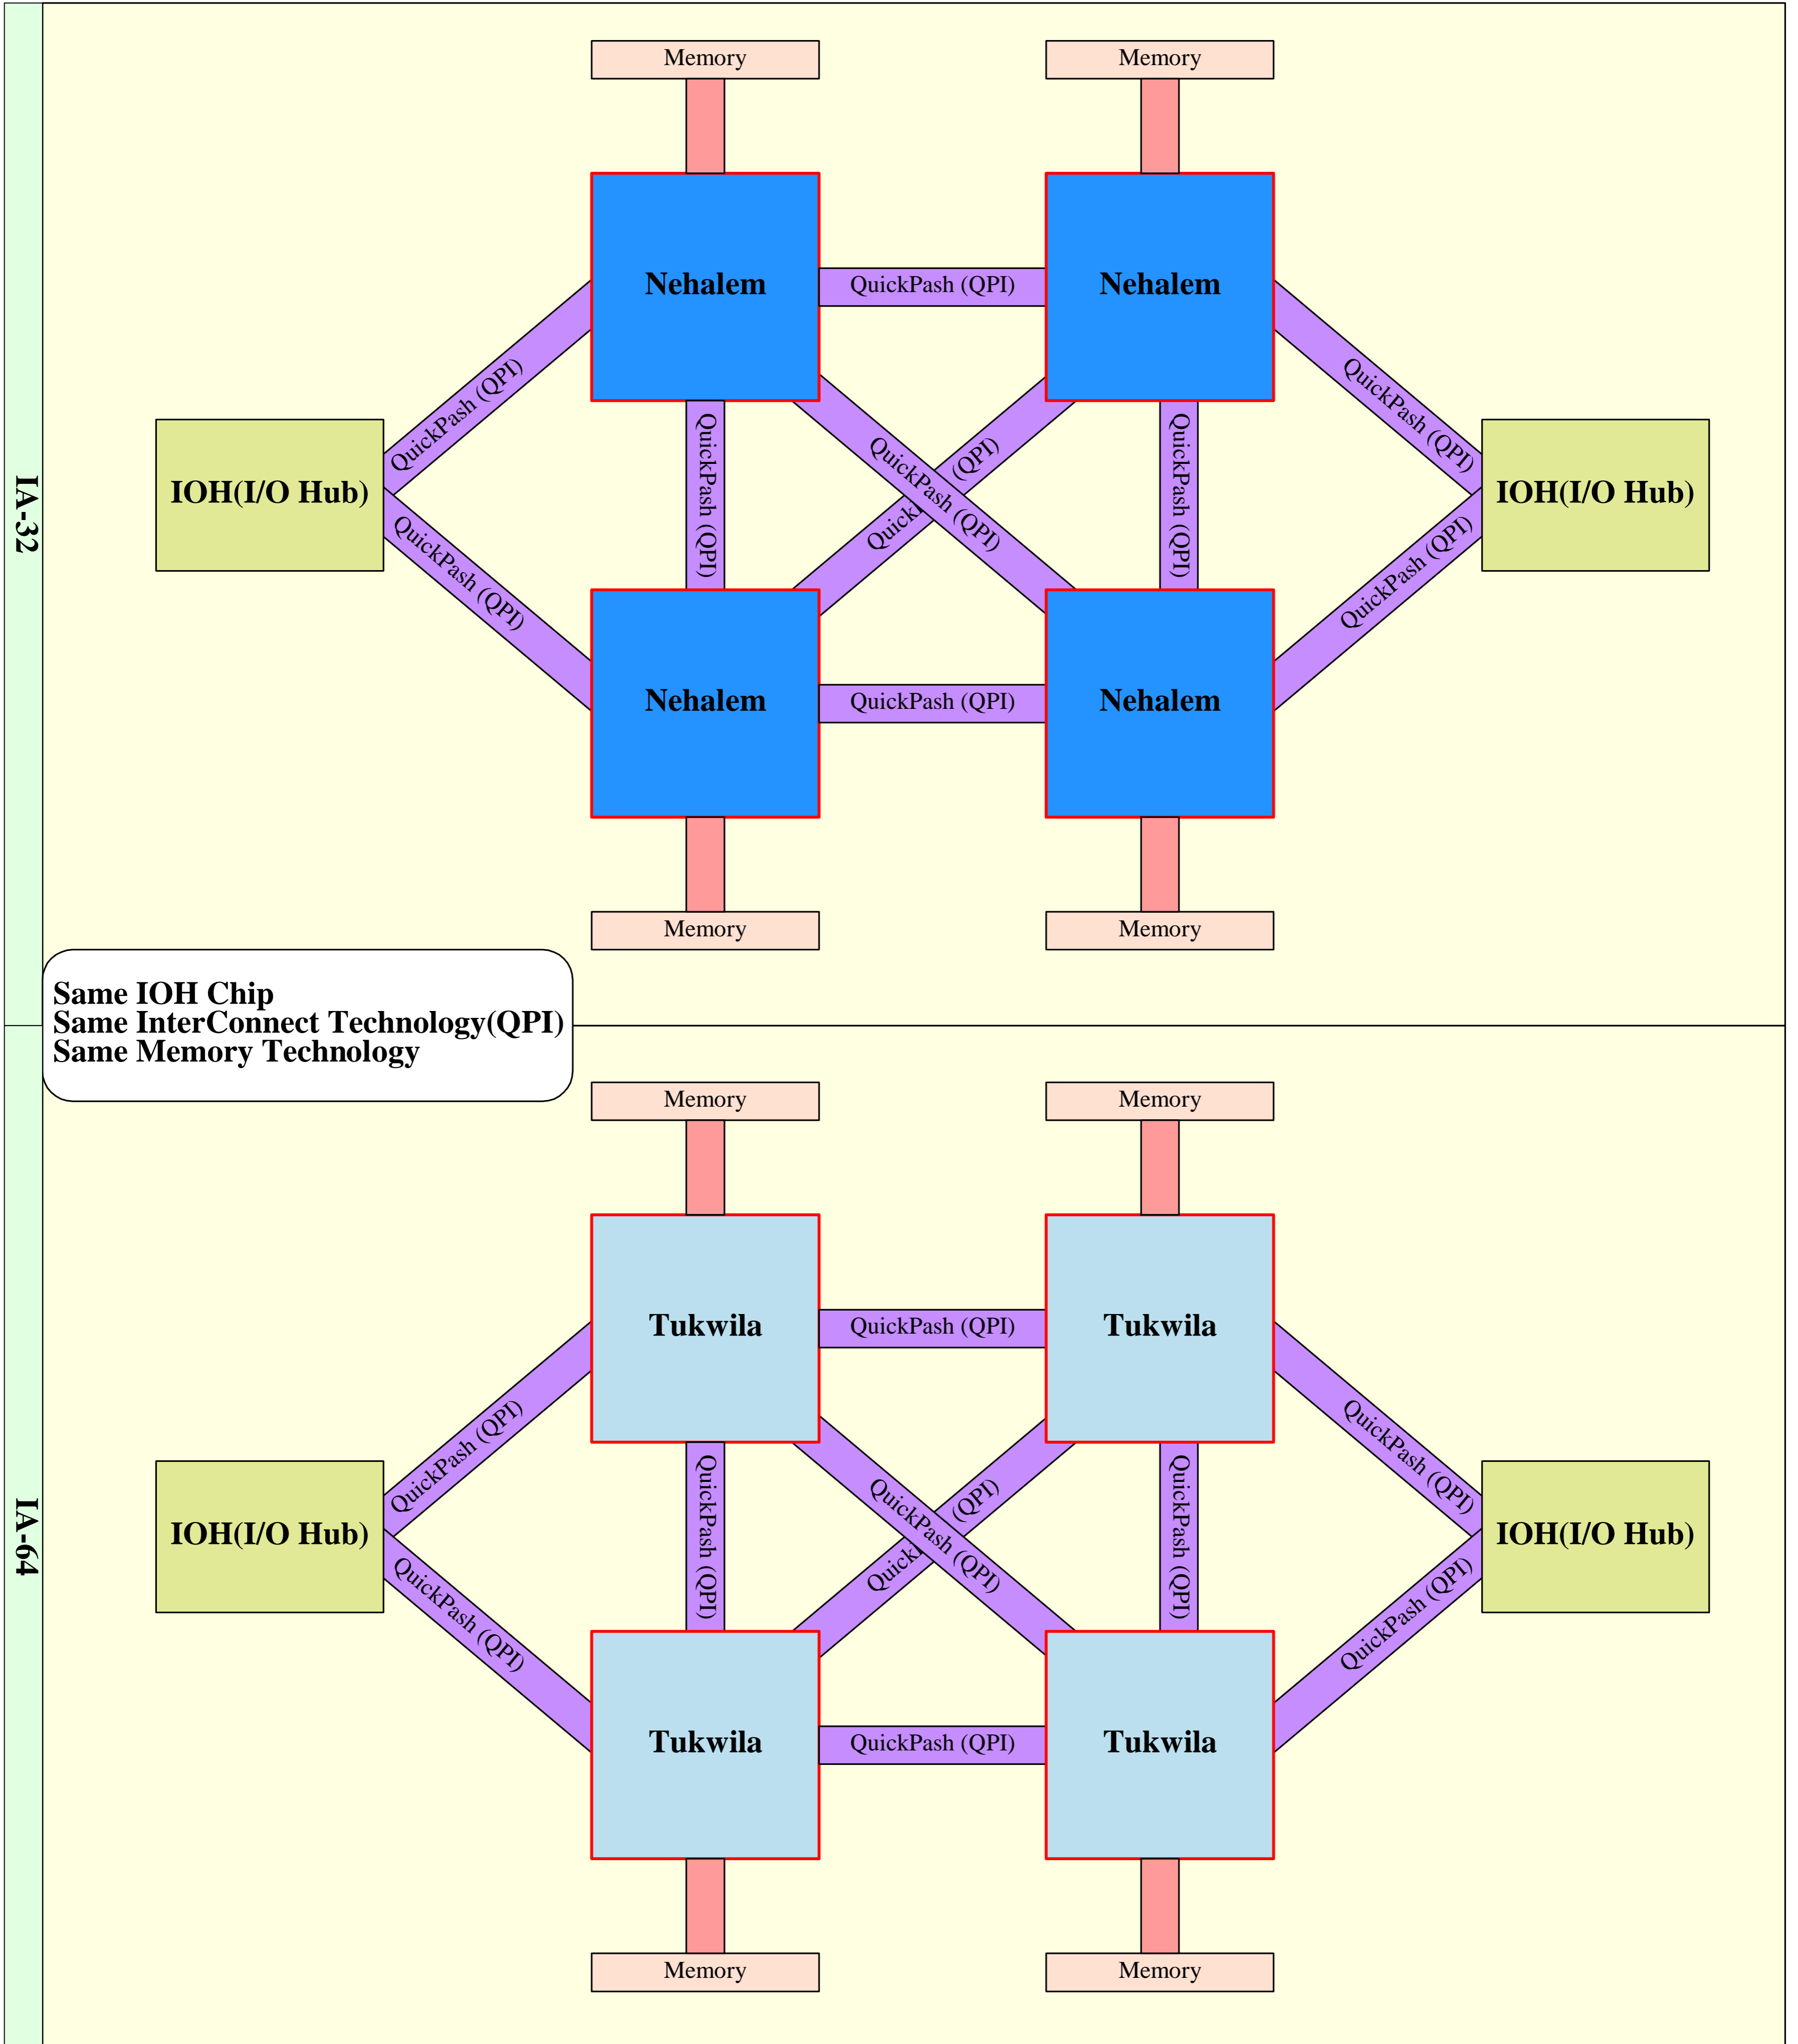 IA-32
Memory
Memory
Nehalem
QuickPash (QPI)
Nehalem
QuickPash (QPI)
QuickPash (QPI)
IOH(I/O Hub)
QuickPash (QPI)
QuickPash (QPI)
(QPI)
QuickPash (QPI)
IOH(I/O Hub)
QuickPash (QPI)
QuickPash (QPI)
Nehalem
QuickPash (QPI)
Nehalem
Memory
Memory
Same IOH Chip
Same InterConnect Technology(QPI)
Same Memory Technology
IA-64
Memory
Memory
Tukwila
QuickPash (QPI)
Tukwila
QuickPash (QPI)
QuickPash (QPI)
IOH(I/O Hub)
QuickPash (QPI)
QuickPash (QPI)
(QPI)
QuickPash (QPI)
IOH(I/O Hub)
QuickPash (QPI)
QuickPash (QPI)
Tukwila
QuickPash (QPI)
Tukwila
Memory
Memory